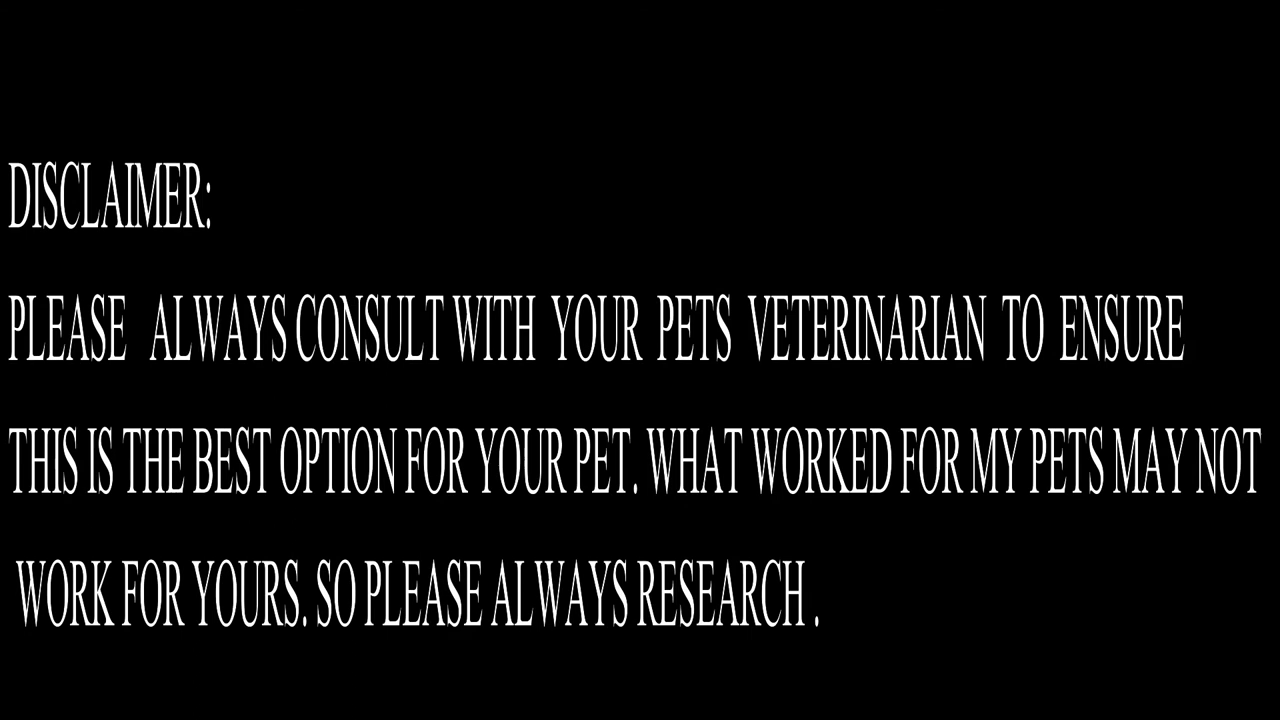 DISCLAIMER:
PLEASE ALWAYS CONSULT WITH YOUR PETS VETERINARIAN TO ENSURE
THIS IS THE BEST OPTION FOR YOUR PET. WHAT WORKED FOR MY PETS MAY NOT
WORK FOR YOURS. SO PLEASE ALWAYS RESEARCH .